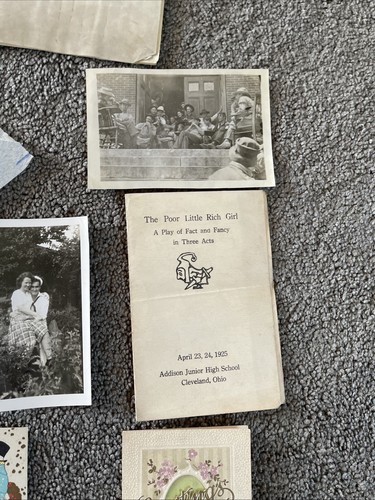 The Poor Little Rich Girl
A Play of Fact and Fancy
in Three Acts
April 23, 24, 1925
Addison Junior High School
Cleveland, Ohio